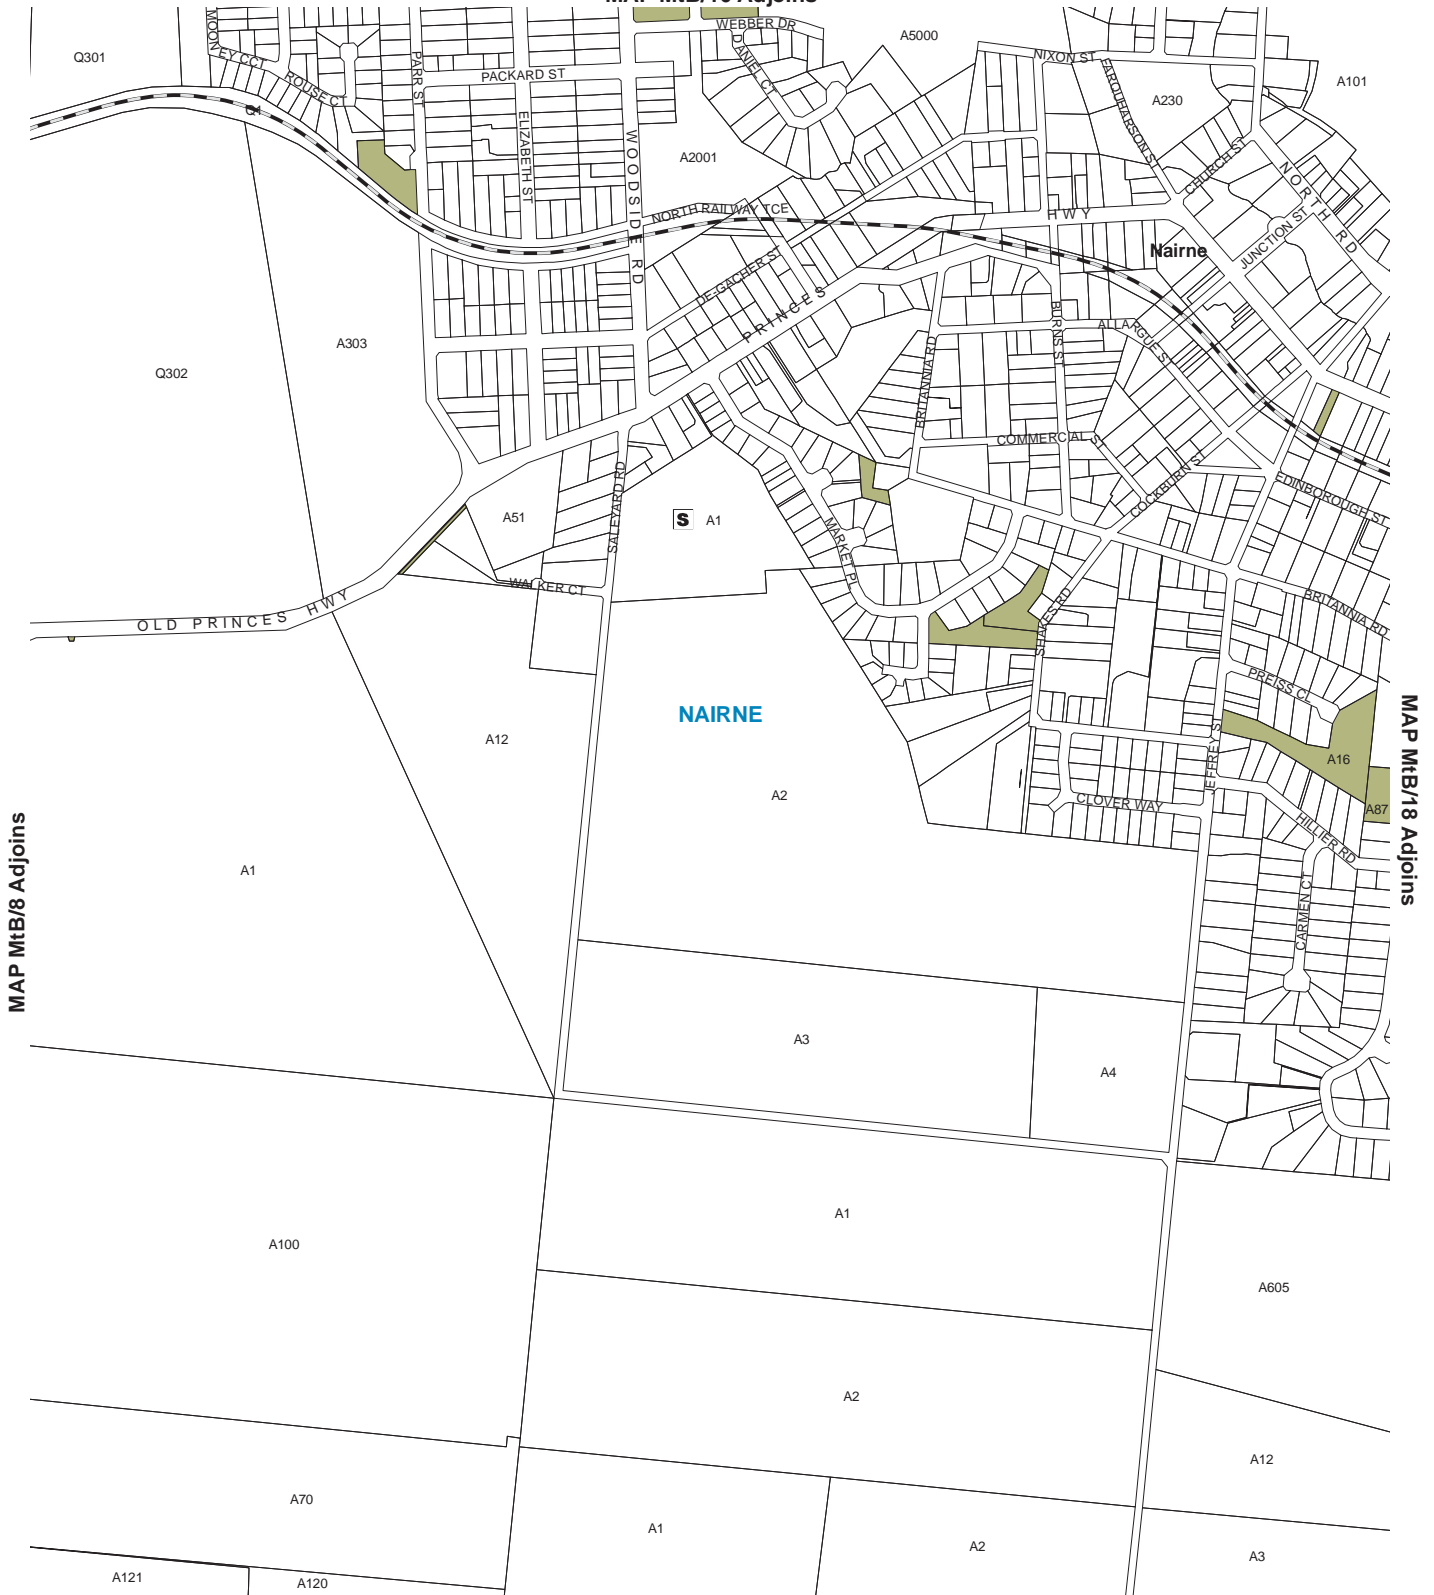 MAP MtB/16 Adjoins
WEBBER DR
A5000
Q301
MOONEY CCT
ROUSE CT
PARR ST
PACKARD ST
DANIEL CT
NIXON ST
A101
A230
FARQUHARSON ST
CHURCH ST
ELIZABETH ST
WOODSIDE RD
A2001
NORTH RAILWAY TCE
HWY
NORTH RD
JUNCTION ST
Nairne
DE-GACHER ST
PRINCES
A303
Q302
BRITANNIA RD
BURNS ST
ALLARGUE ST
COMMERCIAL ST
COCKBURN ST
EDINBOROUGH ST
SALEYARD RD
A51
S
A1
MARKET PL
WALKER CT
OLD PRINCES HWY
SHAKES RD
BRITANNIA RD
PREISS CL
NAIRNE
A12
A2
JEFFREY ST
A16
A87
CLOVER WAY
HILLIER RD
MAP MtB/18 Adjoins
MAP MtB/8 Adjoins
A1
CARMEN CT
A3
A4
A1
A100
A605
A2
A12
A70
A1
A2
A3
A121
A120